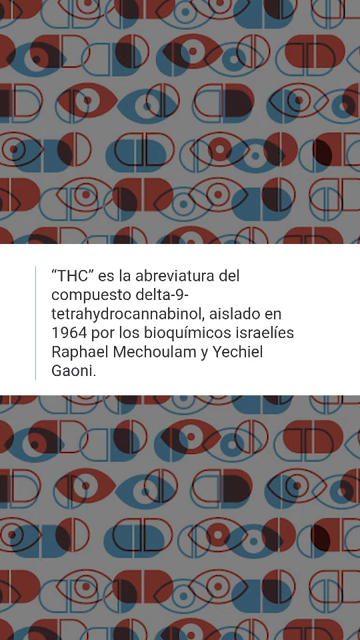 “THC” es la abreviatura del
compuesto delta-9-
tetrahydrocannabinol, aislado en
1964 por los bioquímicos israelíes
Raphael Mechoulam y Yechiel
Gaoni.